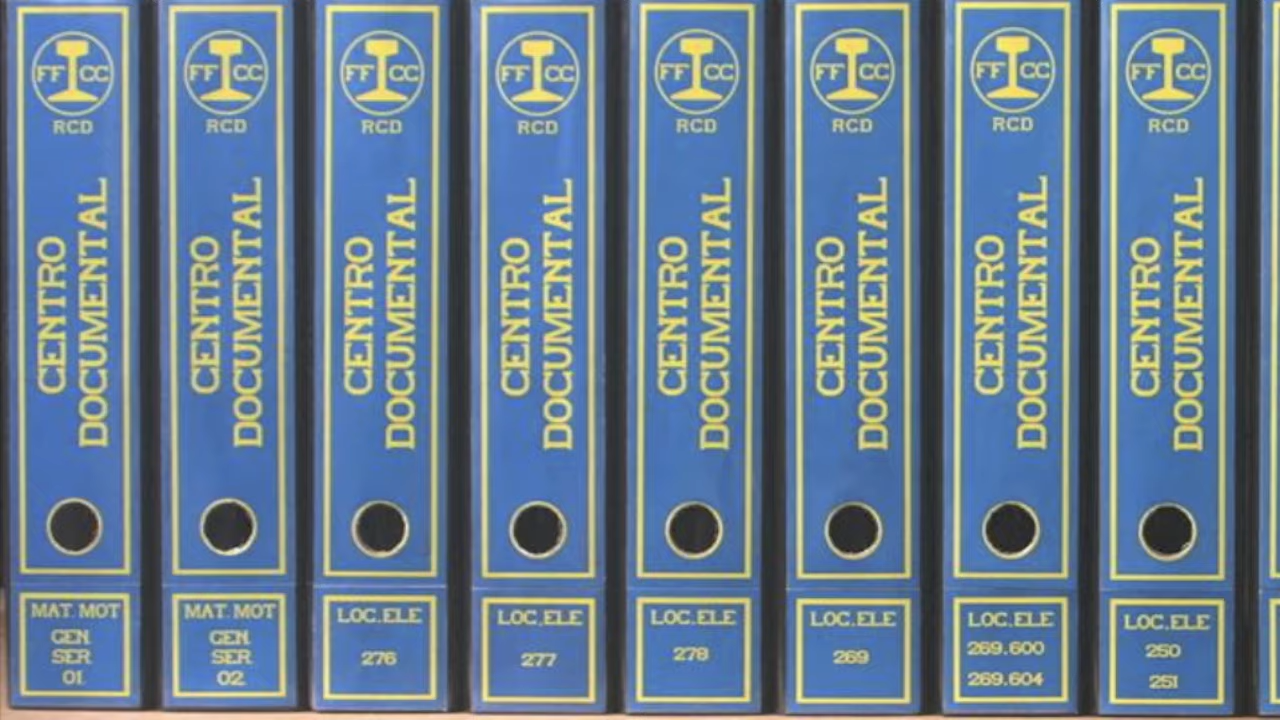 FF CC
RCD
CENTRO
DOCUMENTAL
MAT. MOT
GEN.
SER.
01.
FF CC
RCD
CENTRO
DOCUMENTAL
MAT. MOT
GEN.
SER.
02.
FF CC
RCD
CENTRO
DOCUMENTAL
LOC.ELE
276
FF CC
RCD
CENTRO
DOCUMENTAL
LOC.ELE
277
FF CC
RCD
CENTRO
DOCUMENTAL
LOC.ELE
278
FF CC
RCD
CENTRO
DOCUMENTAL
LOC.ELE
269
FF CC
RCD
CENTRO
DOCUMENTAL
LOC.ELE
269.600
269.604
FF CC
RCD
CENTRO
DOCUMENTAL
LOC.ELE
250
251